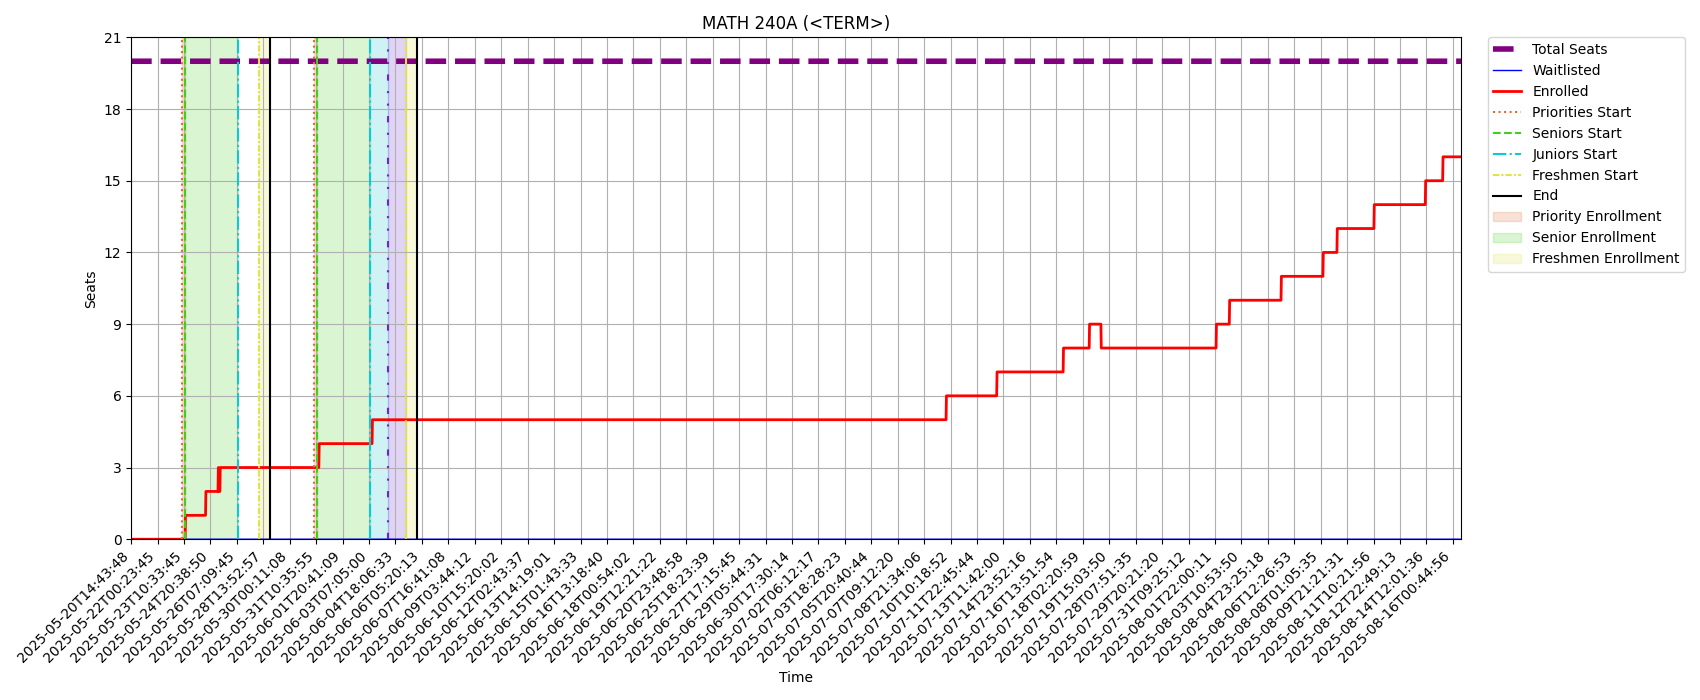 MATH 240A (<TERM>)
21
18
15
12
9
6
3
0
Seats
2025-05-20T14:43:48
2025-05-22T00:23:45
2025-05-23T10:33:45
2025-05-24T20:38:50
2025-05-26T07:09:45
2025-05-28T13:52:57
2025-05-30T00:11:08
2025-05-31T10:35:55
2025-06-01T20:41:09
2025-06-03T07:05:00
2025-06-04T18:06:33
2025-06-06T05:20:13
2025-06-07T16:41:08
2025-06-09T03:44:12
2025-06-10T15:20:02
2025-06-12T02:43:37
2025-06-13T14:19:01
2025-06-15T01:43:33
2025-06-16T13:18:40
2025-06-18T00:54:02
2025-06-19T12:21:22
2025-06-20T23:48:58
2025-06-25T18:23:39
2025-06-27T17:15:45
2025-06-29T05:44:31
2025-06-30T17:30:14
2025-07-02T06:12:17
2025-07-03T18:28:23
2025-07-05T20:40:44
2025-07-07T09:12:20
2025-07-08T21:34:06
2025-07-10T10:18:52
2025-07-11T22:45:44
2025-07-13T11:42:00
2025-07-14T23:52:16
2025-07-16T13:51:54
2025-07-18T02:20:59
2025-07-19T15:03:50
2025-07-28T07:51:35
2025-07-29T20:21:20
2025-07-31T09:25:12
2025-08-01T22:00:11
2025-08-03T10:53:50
2025-08-04T23:25:18
2025-08-06T12:26:53
2025-08-08T01:05:35
2025-08-09T21:21:31
2025-08-11T10:21:56
2025-08-12T22:49:13
2025-08-14T12:01:36
2025-08-16T00:44:56
Time
Total Seats
Waitlisted
Enrolled
Priorities Start
Seniors Start
Juniors Start
Freshmen Start
End
Priority Enrollment
Senior Enrollment
Freshmen Enrollment